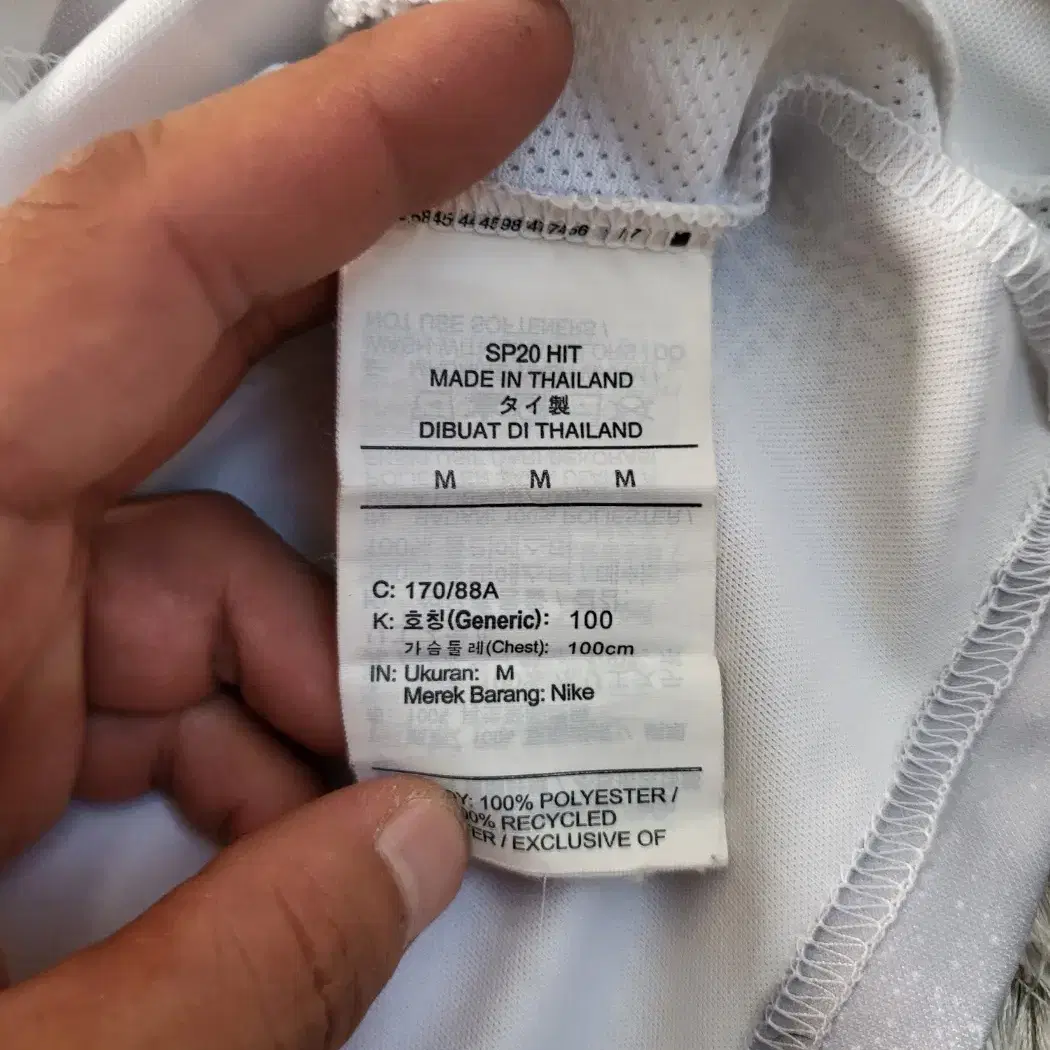 SP20 HIT
MADE IN THAILAND
タイ製
DIBUAT DI THAILAND
M M M
C: 170/88A
K: 호칭(Generic): 100
가슴둘레(Chest): 100cm
IN: Ukuran: M
Merek Barang: Nike
100% POLYESTER /
RECYCLED
/ EXCLUSIVE OF